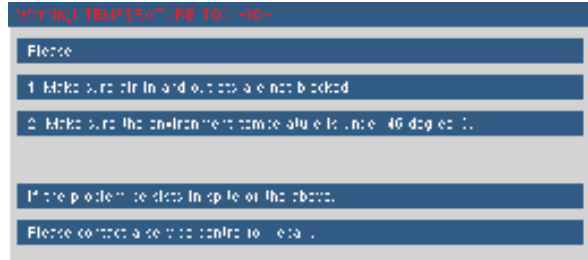 Warning! TEMPERATURE TOO HIGH
Please
1. Make sure air in and outlets are not blocked
2. Make sure the environment temperature is under 46 degree C.
If the problem persists in spite of the above.
Please contact a service centre for repair.